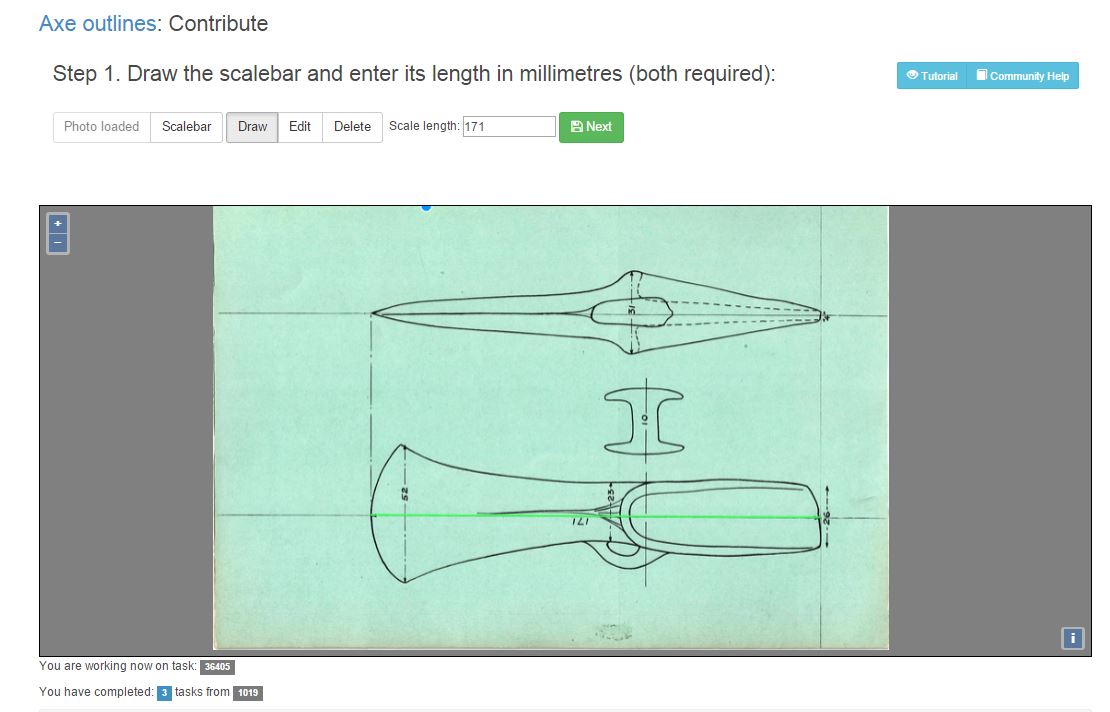 Axe outlines: Contribute
Step 1. Draw the scalebar and enter its length in millimetres (both required):
Tutorial Community Help
Photo loaded Scalebar Draw Edit Delete Scale length: 171 Next
+
−
31
4
10
52
23
171
26
i
You are working now on task: 36405
You have completed: 3 tasks from 1019